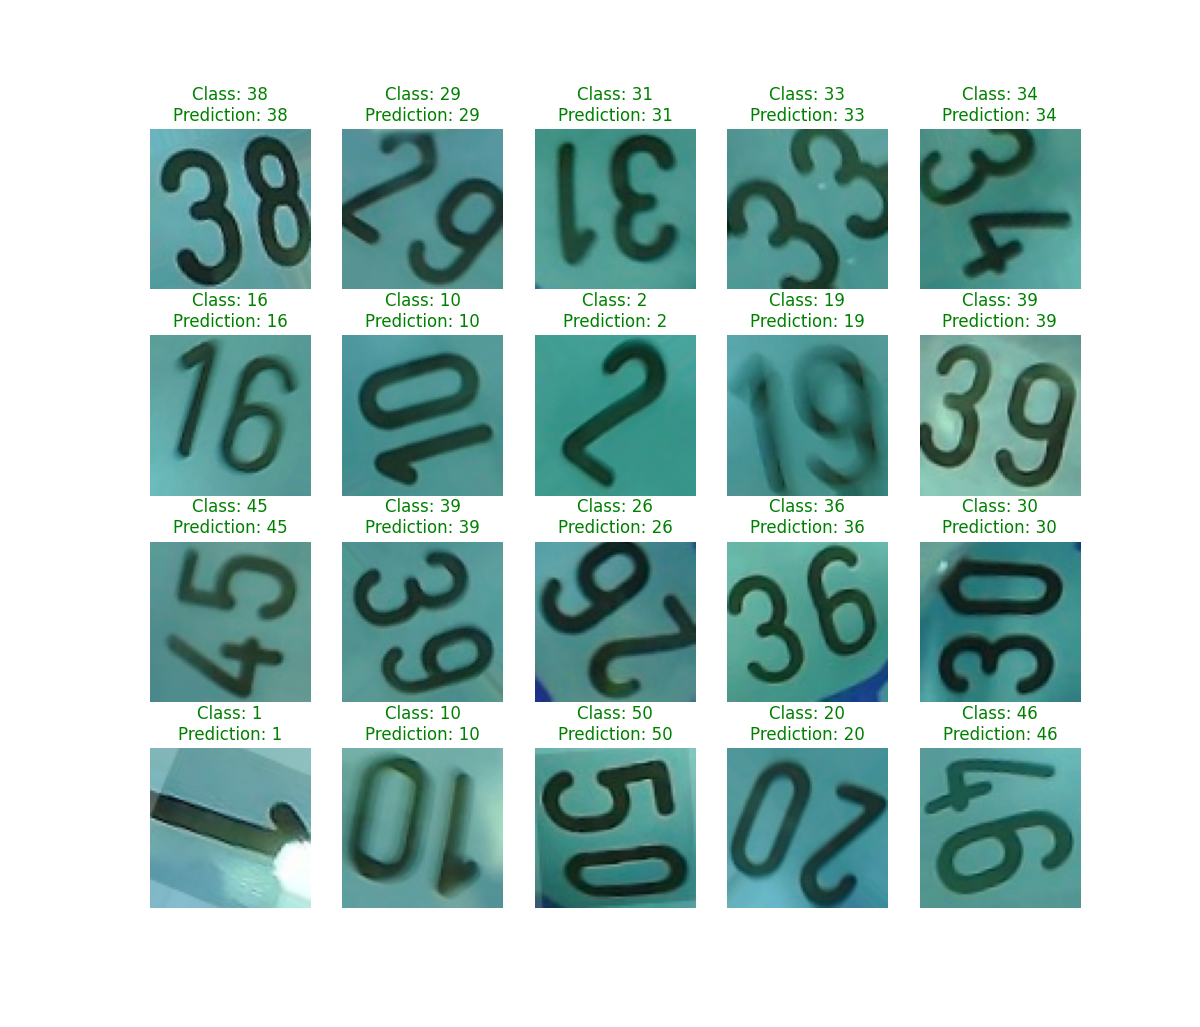 Class: 38
Prediction: 38
38
Class: 29
Prediction: 29
29
Class: 31
Prediction: 31
31
Class: 33
Prediction: 33
33
Class: 34
Prediction: 34
34
Class: 16
Prediction: 16
16
Class: 10
Prediction: 10
10
Class: 2
Prediction: 2
2
Class: 19
Prediction: 19
19
Class: 39
Prediction: 39
39
Class: 45
Prediction: 45
45
Class: 39
Prediction: 39
39
Class: 26
Prediction: 26
26
Class: 36
Prediction: 36
36
Class: 30
Prediction: 30
30
Class: 1
Prediction: 1
1
Class: 10
Prediction: 10
10
Class: 50
Prediction: 50
50
Class: 20
Prediction: 20
20
Class: 46
Prediction: 46
46